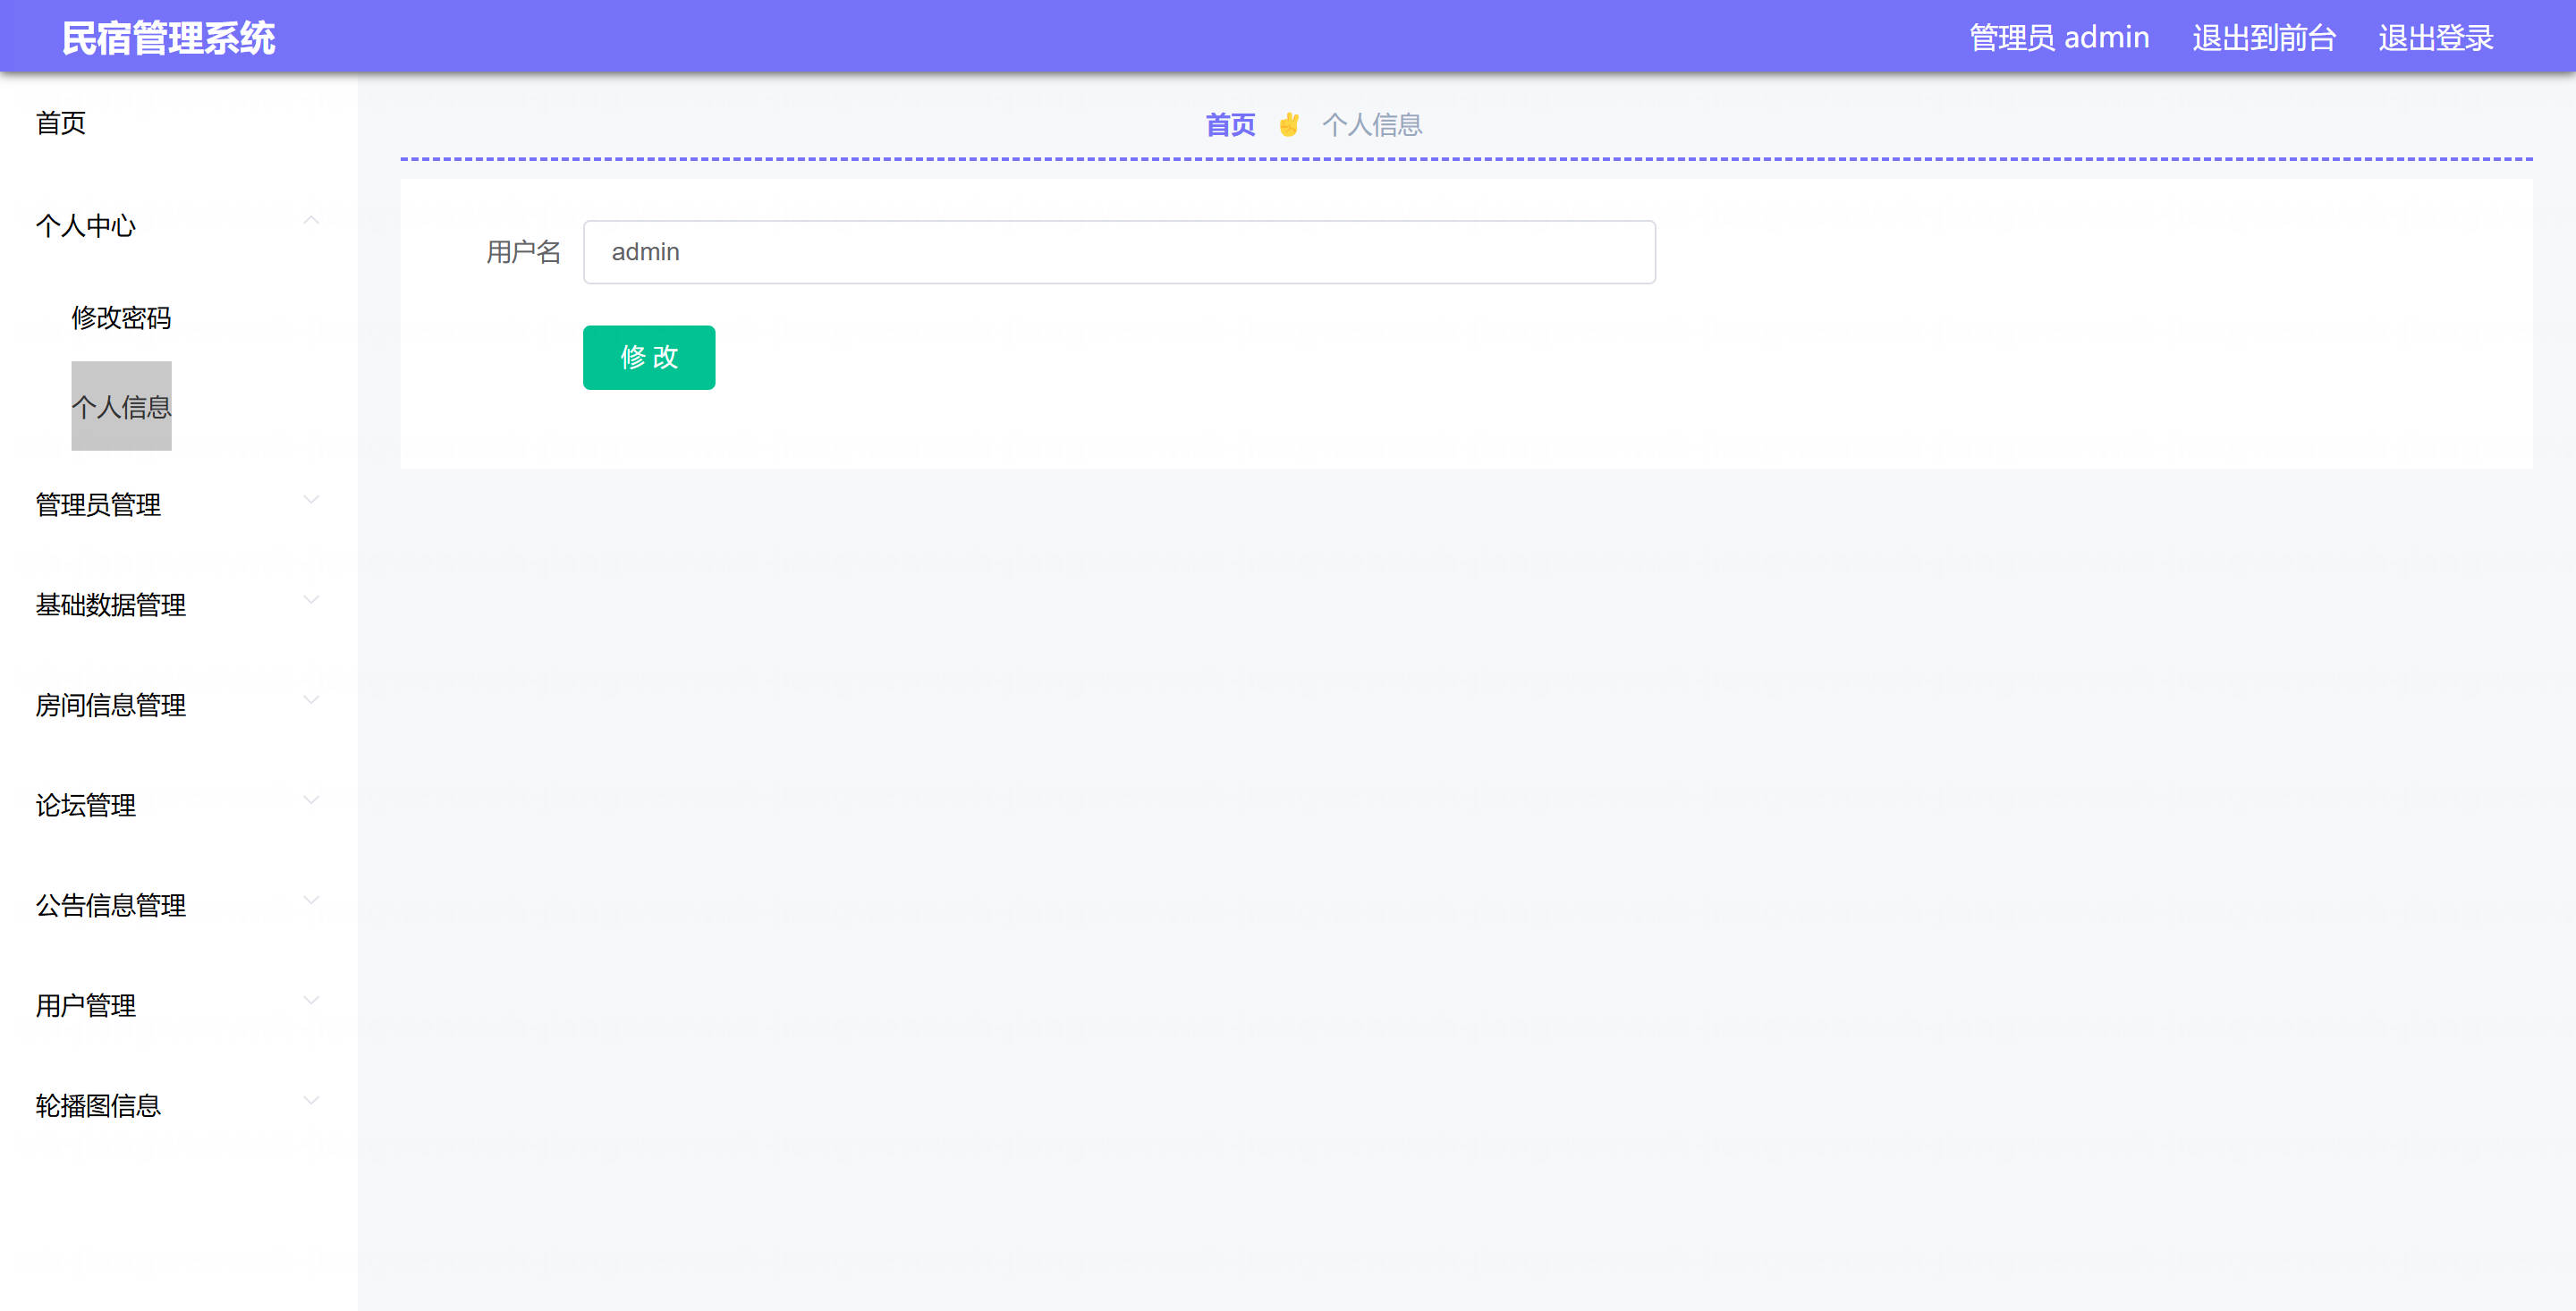 民宿管理系统
管理员 admin 退出到前台 退出登录
首页
个人中心
修改密码
个人信息
管理员管理
基础数据管理
房间信息管理
论坛管理
公告信息管理
用户管理
轮播图信息
首页 ✌ 个人信息
用户名 admin
修 改